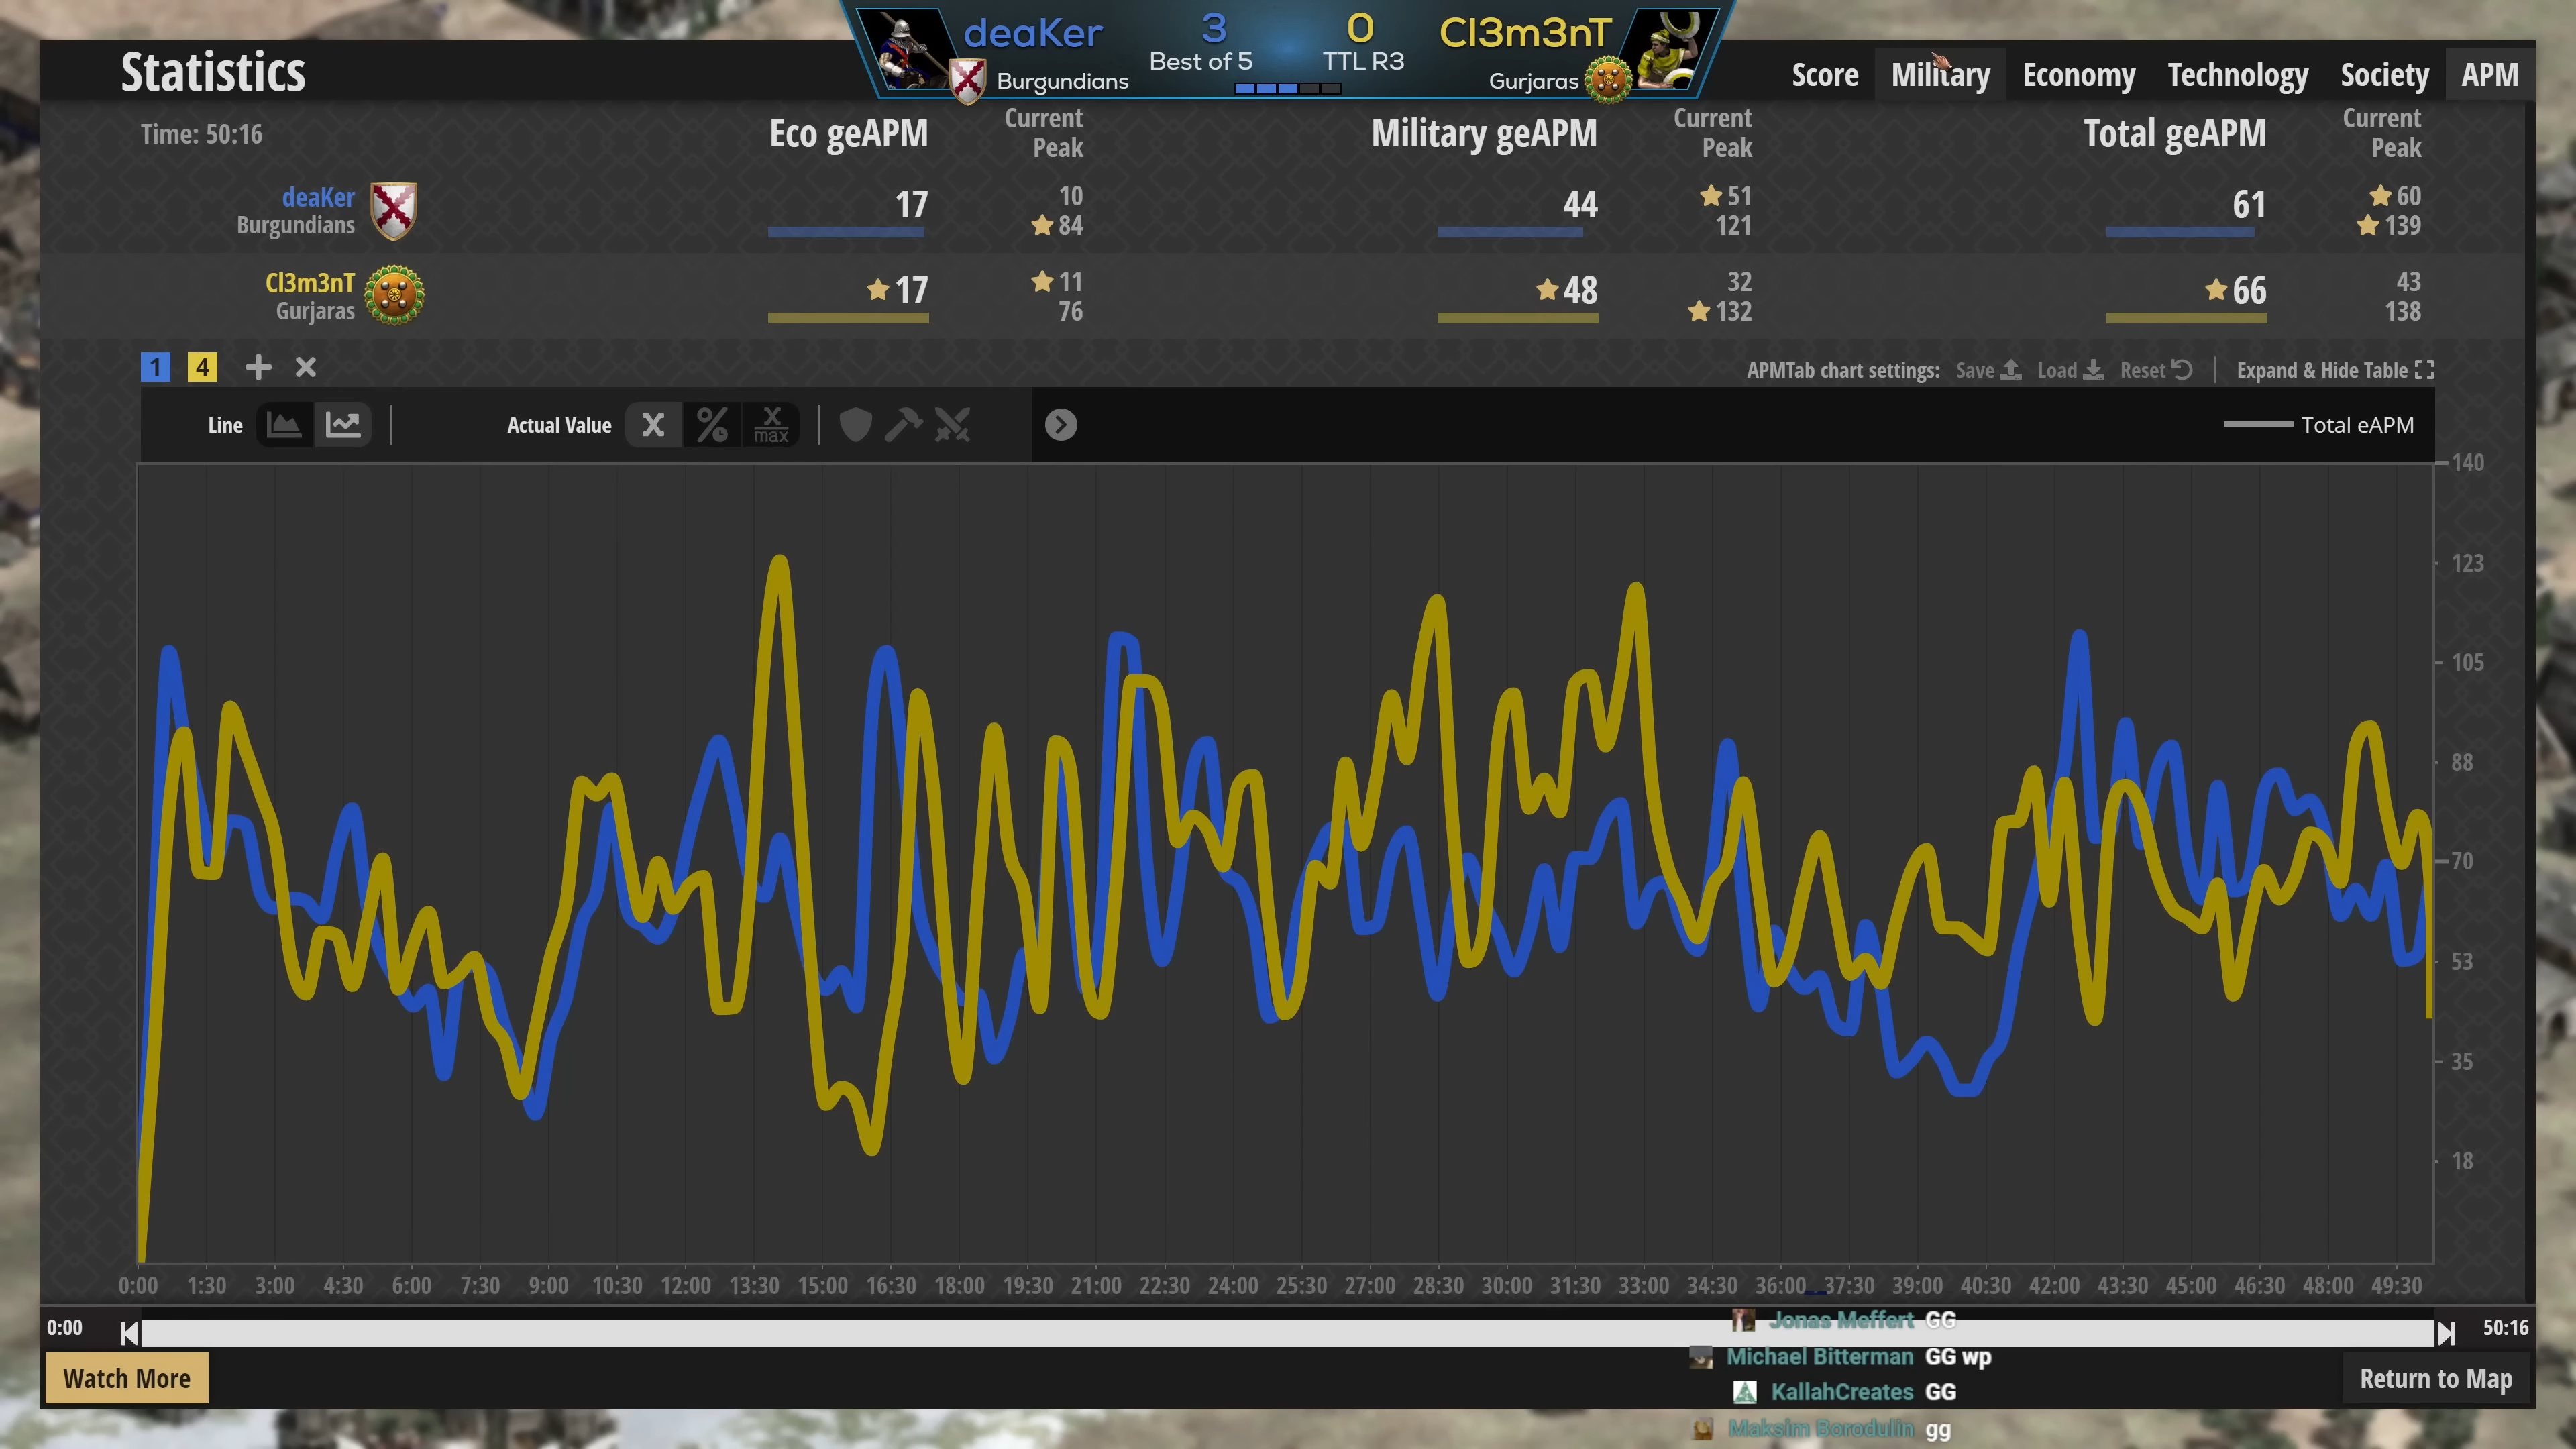 deaKer 3 0 Cl3m3nT
Best of 5 TTL R3
Burgundians Gurjaras
Statistics
Score Military Economy Technology Society APM
Time: 50:16
Eco geAPM Current Peak Military geAPM Current Peak Total geAPM Current Peak
deaKer
Burgundians
17 10 84 44 51 121 61 60 139
Cl3m3nT
Gurjaras
17 11 76 48 32 132 66 43 138
1 4
APMTab chart settings: Save Load Reset Expand & Hide Table
Line Actual Value X % X max
Total eAPM
140
123
105
88
70
53
35
18
0:00 1:30 3:00 4:30 6:00 7:30 9:00 10:30 12:00 13:30 15:00 16:30 18:00 19:30 21:00 22:30 24:00 25:30 27:00 28:30 30:00 31:30 33:00 34:30 36:00 37:30 39:00 40:30 42:00 43:30 45:00 46:30 48:00 49:30
0:00 50:16
Jonas Meffert GG
Michael Bitterman GG wp
KallahCreates GG
Maksim Borodulin gg
Watch More
Return to Map